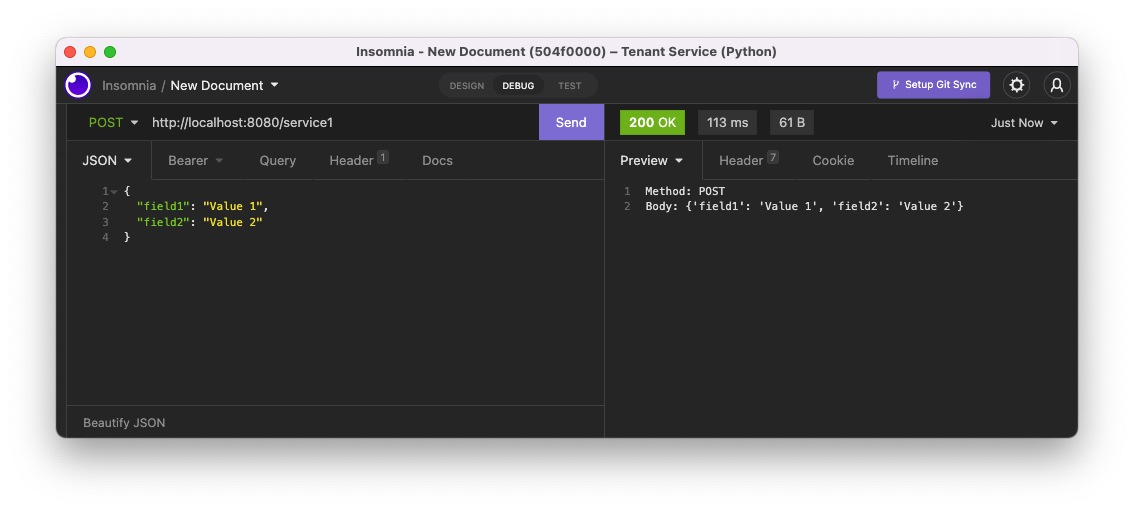 Insomnia - New Document (504f0000) – Tenant Service (Python)
Insomnia / New Document DESIGN DEBUG TEST Setup Git Sync
POST http://localhost:8080/service1 Send 200 OK 113 ms 61 B Just Now
JSON Bearer Query Header 1 Docs Preview Header 7 Cookie Timeline
1 {
2 "field1": "Value 1",
3 "field2": "Value 2"
4 }
1 Method: POST
2 Body: {'field1': 'Value 1', 'field2': 'Value 2'}
Beautify JSON